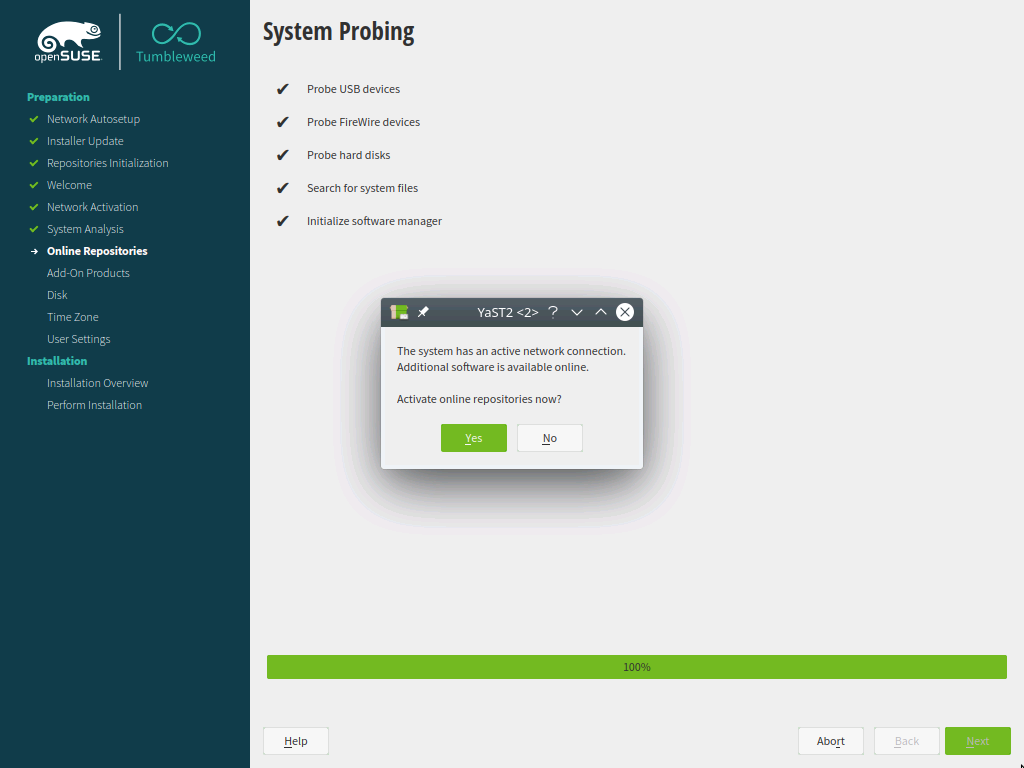 openSUSE
Tumbleweed
Preparation
Network Autosetup
Installer Update
Repositories Initialization
Welcome
Network Activation
System Analysis
Online Repositories
Add-On Products
Disk
Time Zone
User Settings
Installation
Installation Overview
Perform Installation
System Probing
Probe USB devices
Probe FireWire devices
Probe hard disks
Search for system files
Initialize software manager
YaST2 <2>
The system has an active network connection.
Additional software is available online.
Activate online repositories now?
Yes
No
100%
Help
Abort
Back
Next